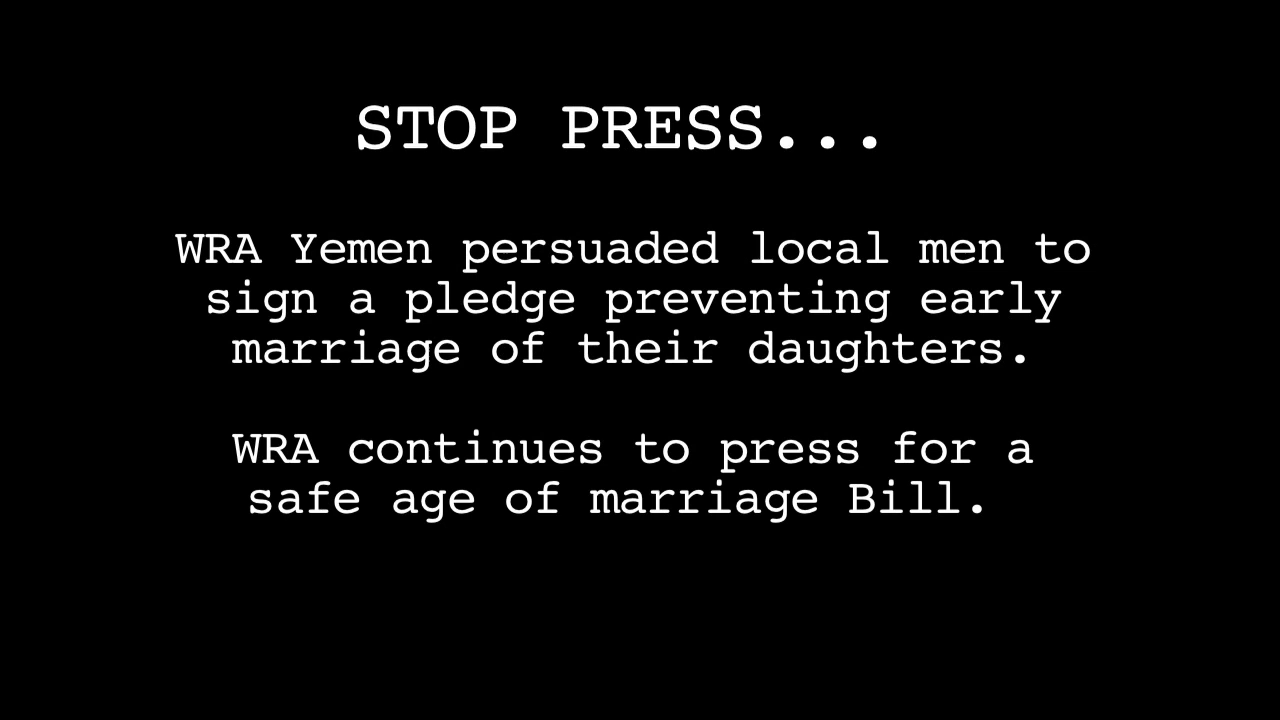 STOP PRESS...
WRA Yemen persuaded local men to
sign a pledge preventing early
marriage of their daughters.
WRA continues to press for a
safe age of marriage Bill.